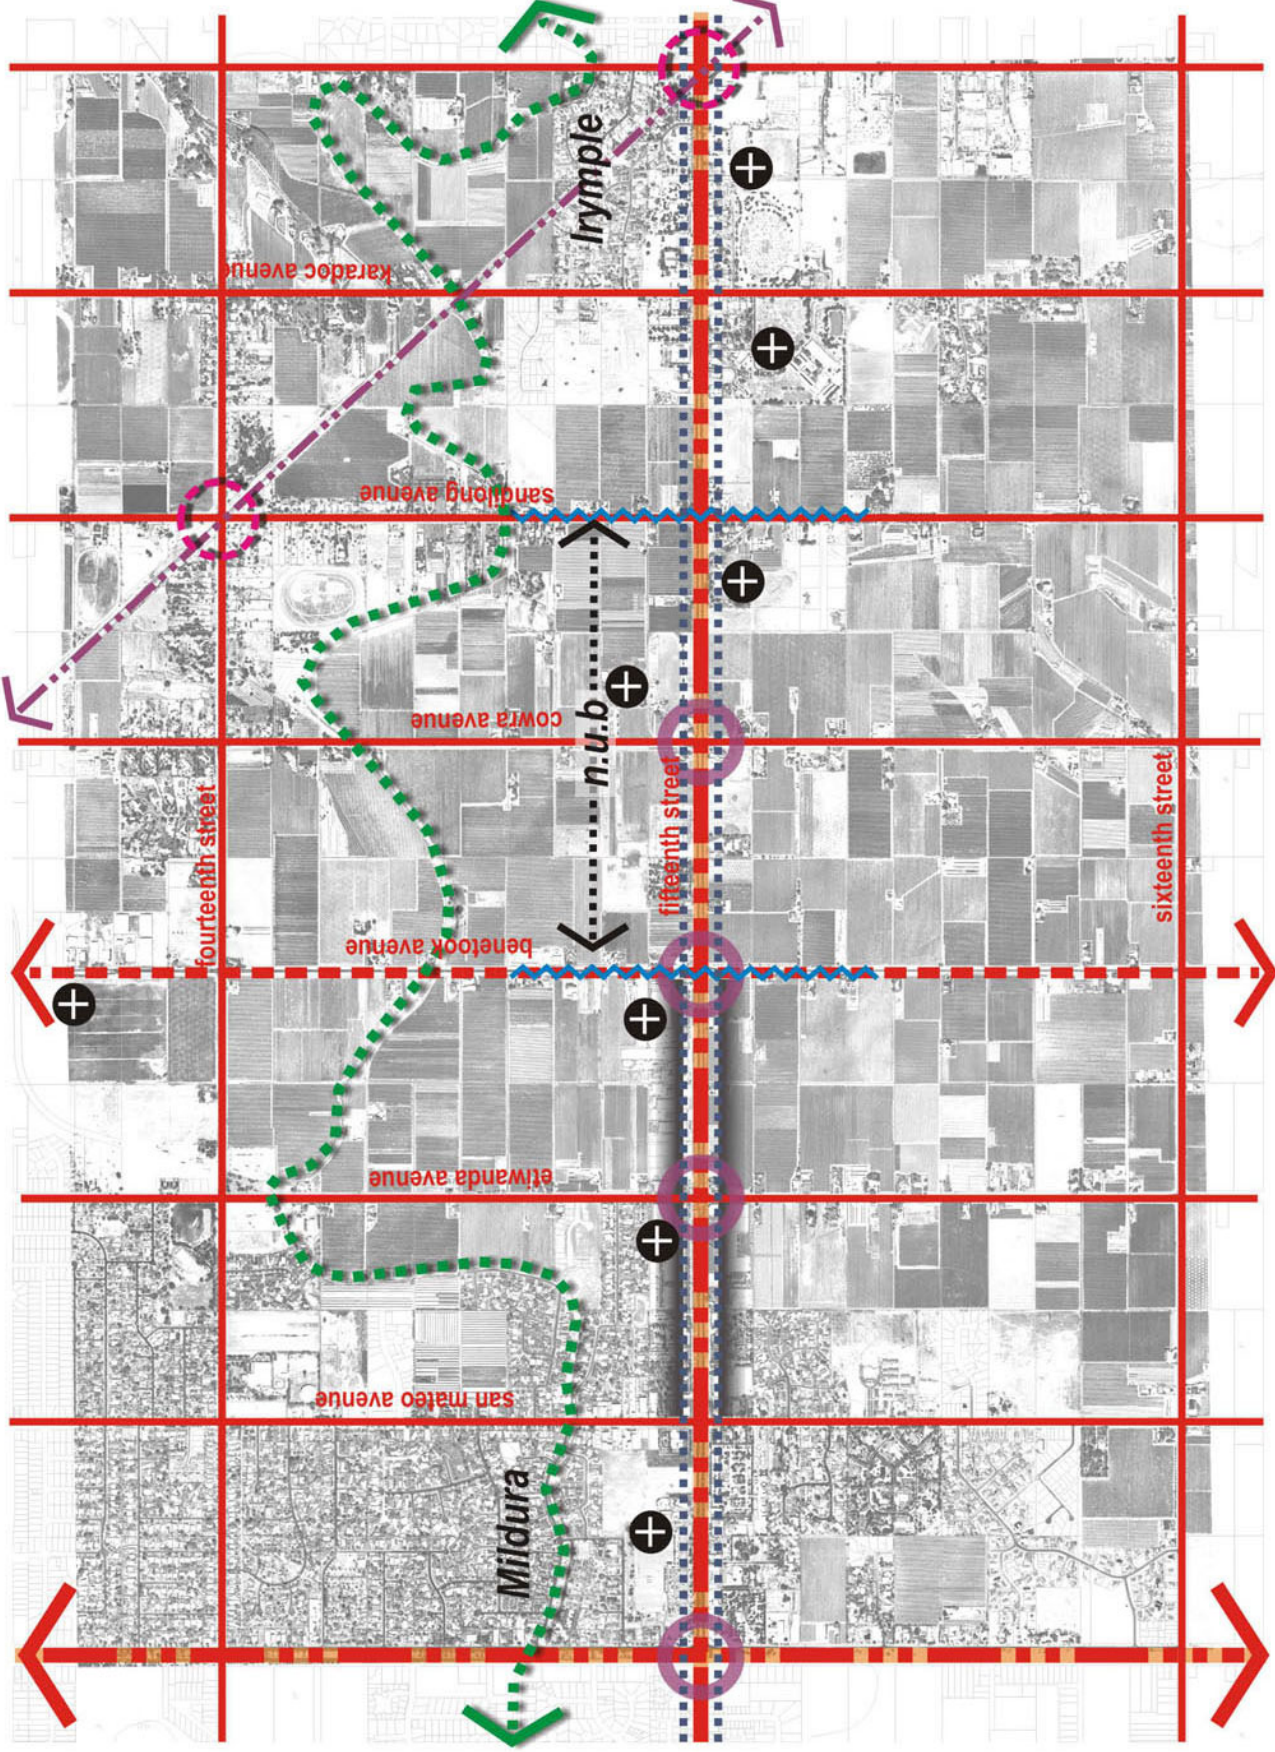 Irymple
karadoc avenue
sandilong avenue
cowra avenue
n.u.b
fourteenth street
fifteenth street
sixteenth street
benetook avenue
etiwanda avenue
san mateo avenue
Mildura